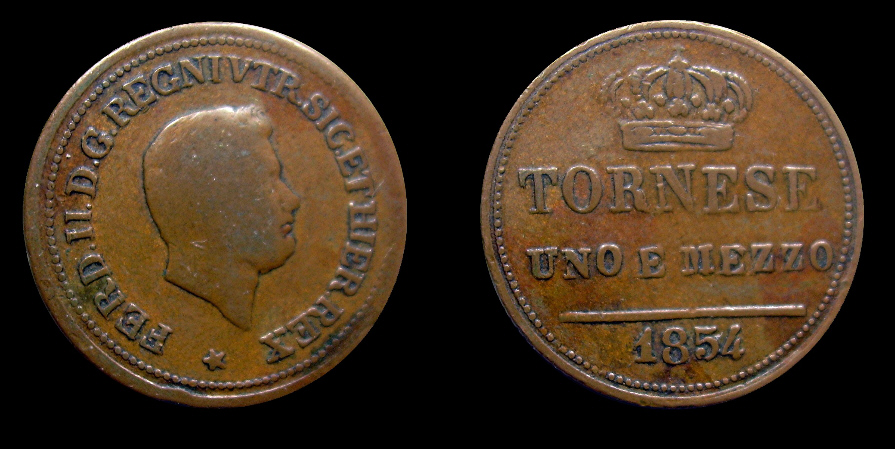 FERD.II.D.G.REGNI VTR.SIC.ET HIER.REX
TORNESE
UNO E MEZZO
1854